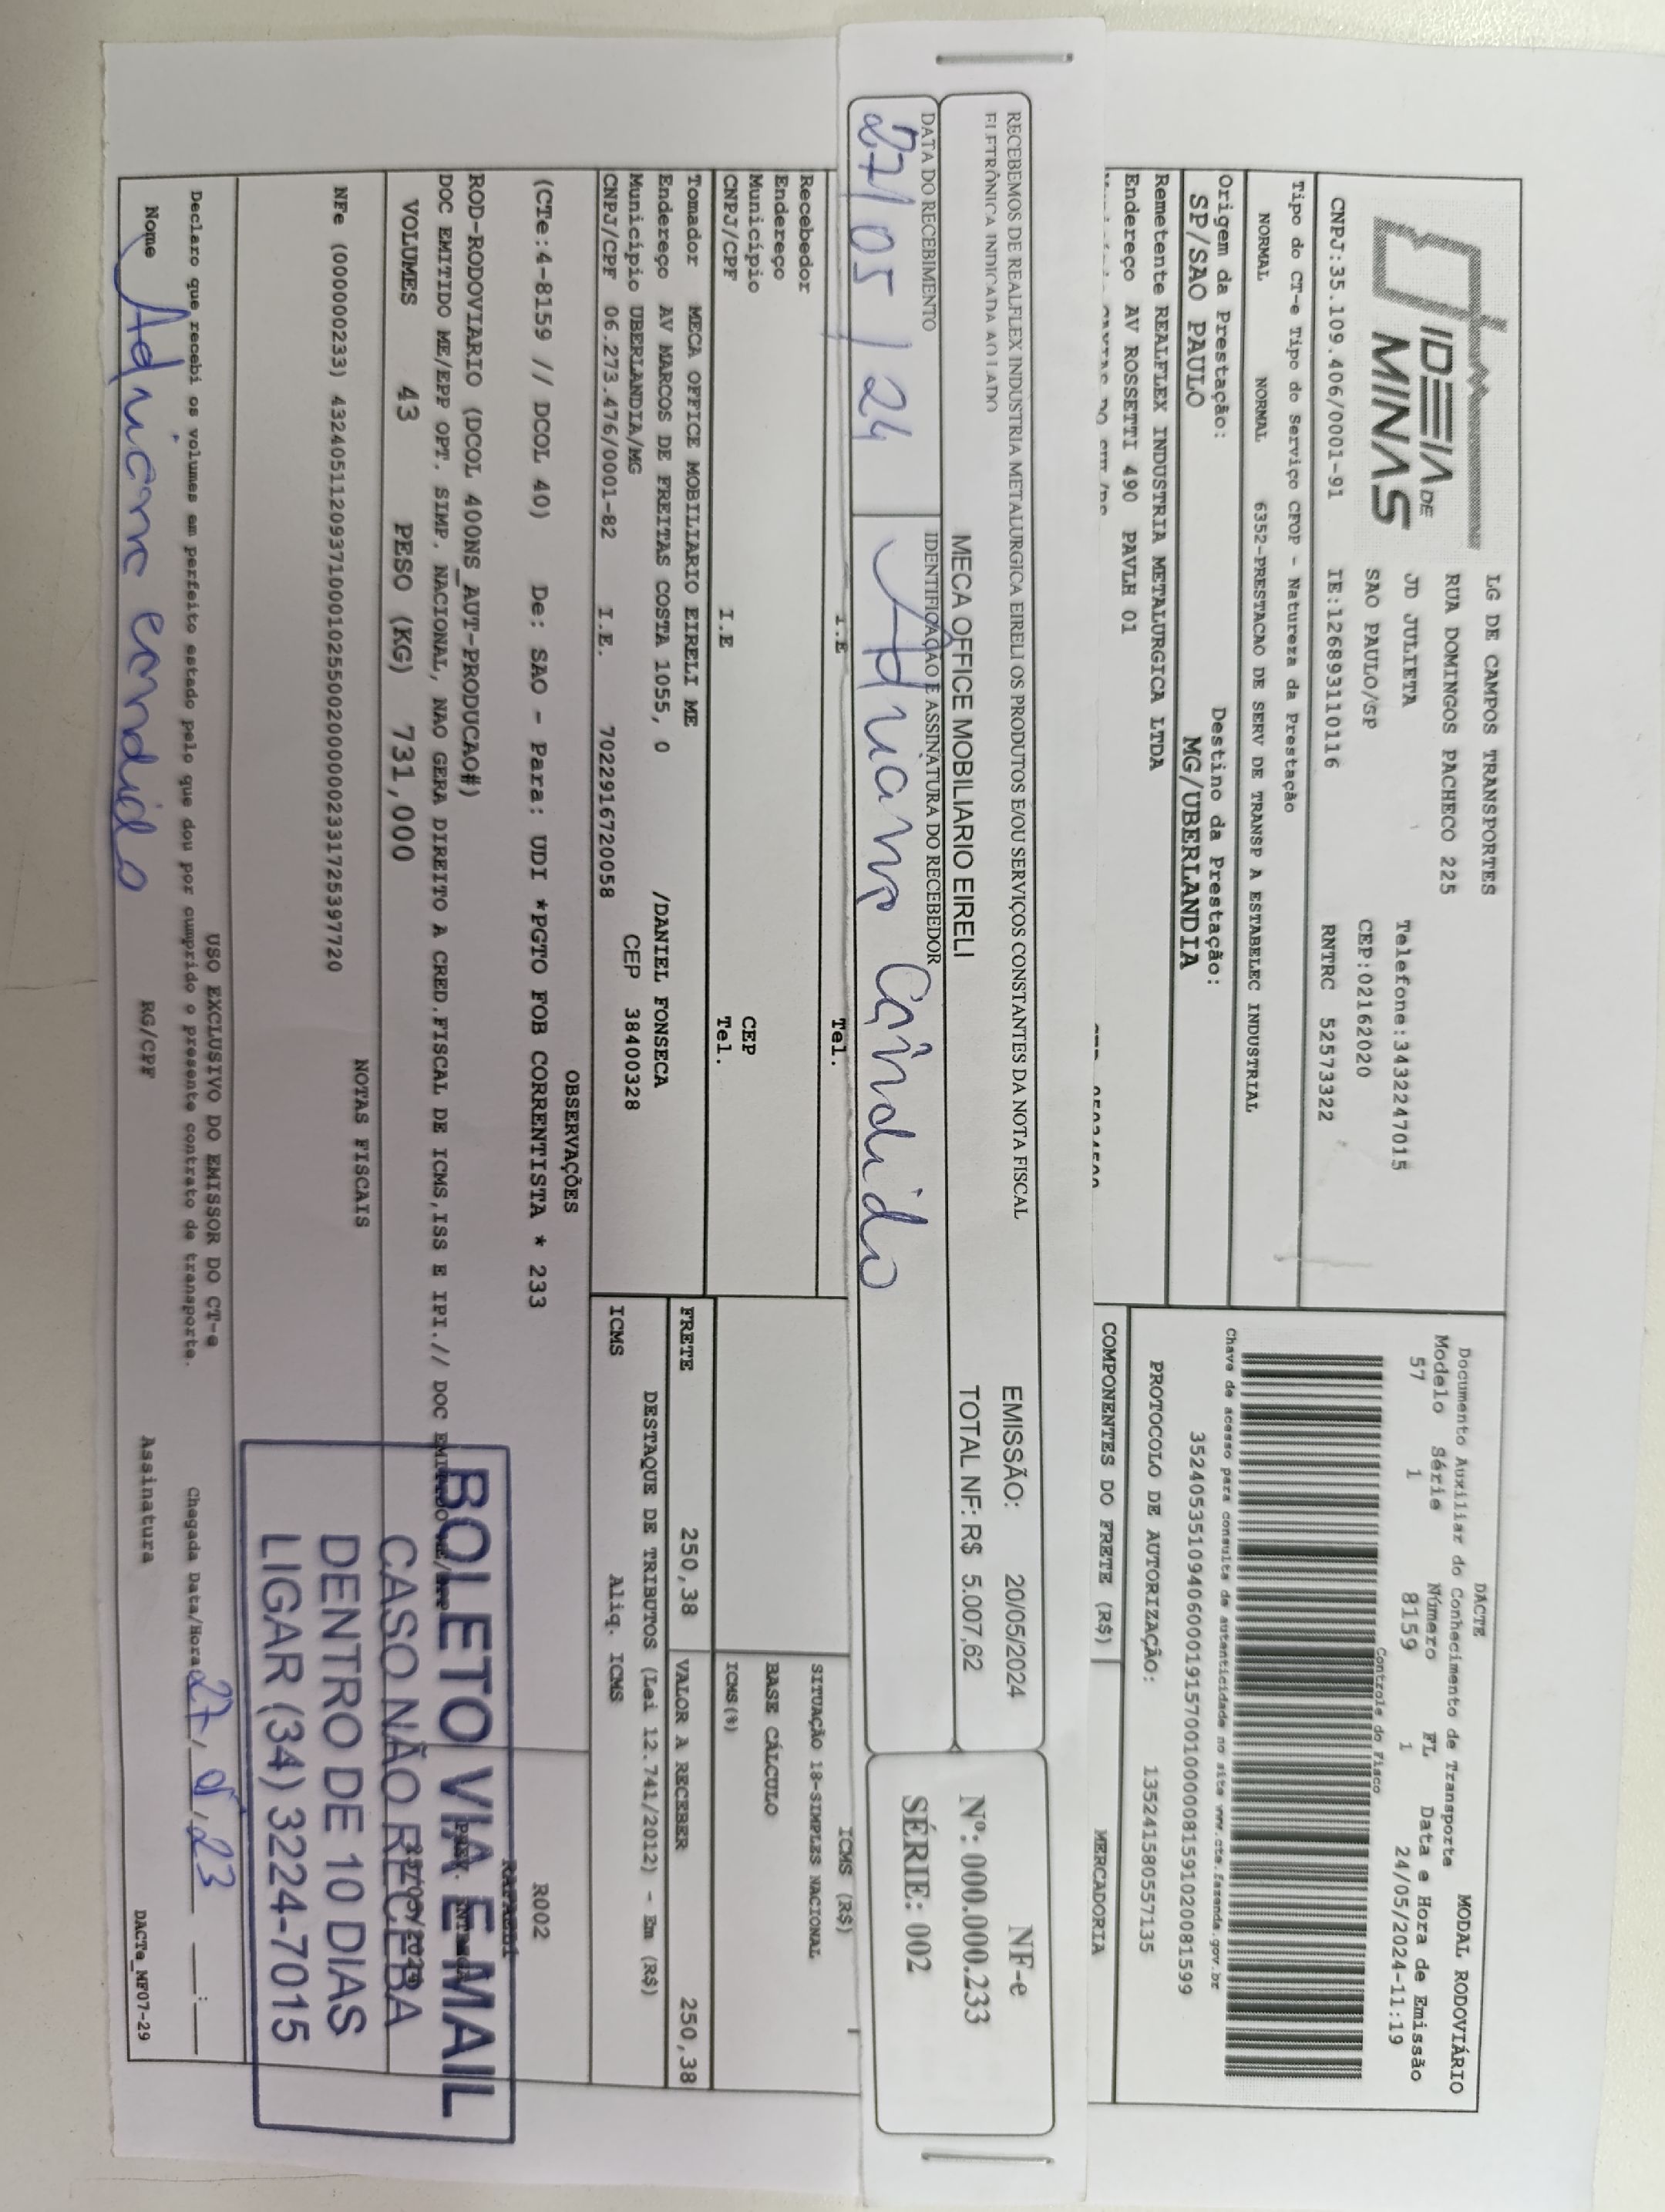 IDEIA DE
MINAS
LG DE CAMPOS TRANSPORTES
RUA DOMINGOS PACHECO 225
JD JULIETA
Telefone:3432247015
SAO PAULO/SP
CEP:02162020
CNPJ:35.109.406/0001-91
IE:126893110116
RNTRC 52573322
Tipo do CT-e Tipo do Serviço CFOP - Natureza da Prestação
NORMAL NORMAL 6352-PRESTACAO DE SERV DE TRANSP A ESTABELEC INDUSTRIAL
Origem da Prestação:
SP/SAO PAULO
Destino da Prestação:
MG/UBERLANDIA
Remetente REALFLEX INDUSTRIA METALURGICA LTDA
Endereço AV ROSSETTI 490 PAVLH 01
DACTE
MODAL RODOVIÁRIO
Documento Auxiliar do Conhecimento de Transporte
Modelo Série Número FL Data e Hora de Emissão
57 1 8159 1 24/05/2024-11:19
Controle do Fisco
Chave de acesso para consulta de autenticidade no site www.cte.fazenda.gov.br
35240535109406000191570010000081591020081599
PROTOCOLO DE AUTORIZAÇÃO: 135241580557135
COMPONENTES DO FRETE (R$)
MERCADORIA
RECEBEMOS DE REALFLEX INDUSTRIA METALURGICA EIRELI OS PRODUTOS E/OU SERVIÇOS CONSTANTES DA NOTA FISCAL
ELETRÔNICA INDICADA AO LADO
MECA OFFICE MOBILIARIO EIRELI
EMISSÃO: 20/05/2024
TOTAL NF: R$ 5.007,62
DATA DO RECEBIMENTO
27/05/24
IDENTIFICAÇÃO E ASSINATURA DO RECEBEDOR
Adriano Cândido
NF-e
Nº: 000.000.233
SÉRIE: 002
I.E
Tel.
Recebedor
Endereço
Município
CEP
CNPJ/CPF
I.E
Tel.
ICMS (R$)
SITUAÇÃO 18-SIMPLES NACIONAL
BASE CÁLCULO
ICMS(%)
Tomador MECA OFFICE MOBILIARIO EIRELI ME
Endereço AV MARCOS DE FREITAS COSTA 1055, 0 /DANIEL FONSECA
Município UBERLANDIA/MG CEP 38400328
CNPJ/CPF 06.273.476/0001-82 I.E. 7022916720058
FRETE 250,38
VALOR A RECEBER 250,38
DESTAQUE DE TRIBUTOS (Lei 12.741/2012) - Em (R$)
ICMS Aliq. ICMS
OBSERVAÇÕES
(CTe:4-8159 // DCOL 40) De: SAO - Para: UDI *PGTO FOB CORRENTISTA * 233
R002
ROD-RODOVIARIO (DCOL 400NS_AUT-PRODUCAO#)
DOC EMITIDO ME/EPP OPT. SIMP. NACIONAL, NAO GERA DIREITO A CRED.FISCAL DE ICMS,ISS E IPI.// DOC EMITIDO
VOLUMES 43 PESO (KG) 731,000
NOTAS FISCAIS
NFe (000000233) 43240511209371000102550020000002331725397720
BOLETO VIA E-MAIL
CASO NÃO RECEBA
DENTRO DE 10 DIAS
LIGAR (34) 3224-7015
USO EXCLUSIVO DO EMISSOR DO CT-e
Declaro que recebi os volumes em perfeito estado pelo que dou por cumprido o presente contrato de transporte.
Chegada Data/Hora 27/ 05 /23
Nome Adriano condido
RG/CPF
Assinatura
DACTe_MF07-29